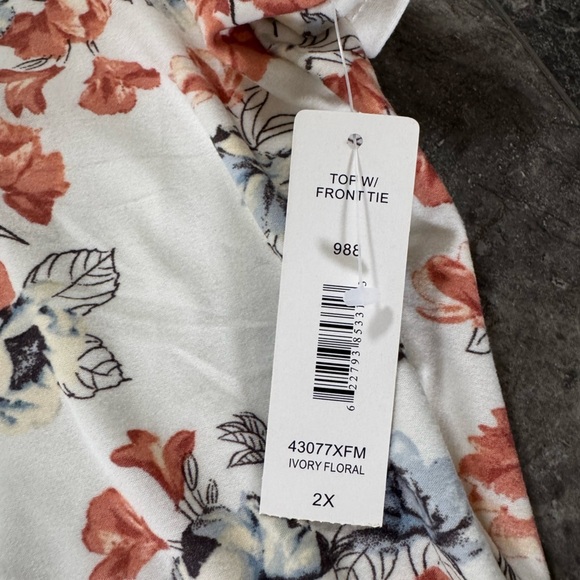 TOP W/
FRONT TIE
988
43077XFM
IVORY FLORAL
2X